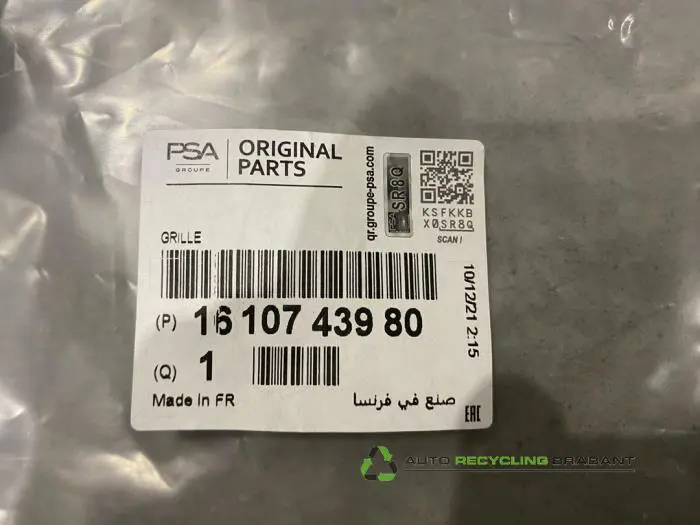 PSA
GROUPE
ORIGINAL
PARTS
qr.groupe-psa.com
SR8Q
KSFKKB
X0SR8Q
SCAN!
GRILLE
(P) 16 107 439 80
10/12/21 2:15
(Q) 1
Made In FR
صنع في فرنسا
EAC
AUTO RECYCLING BRABANT